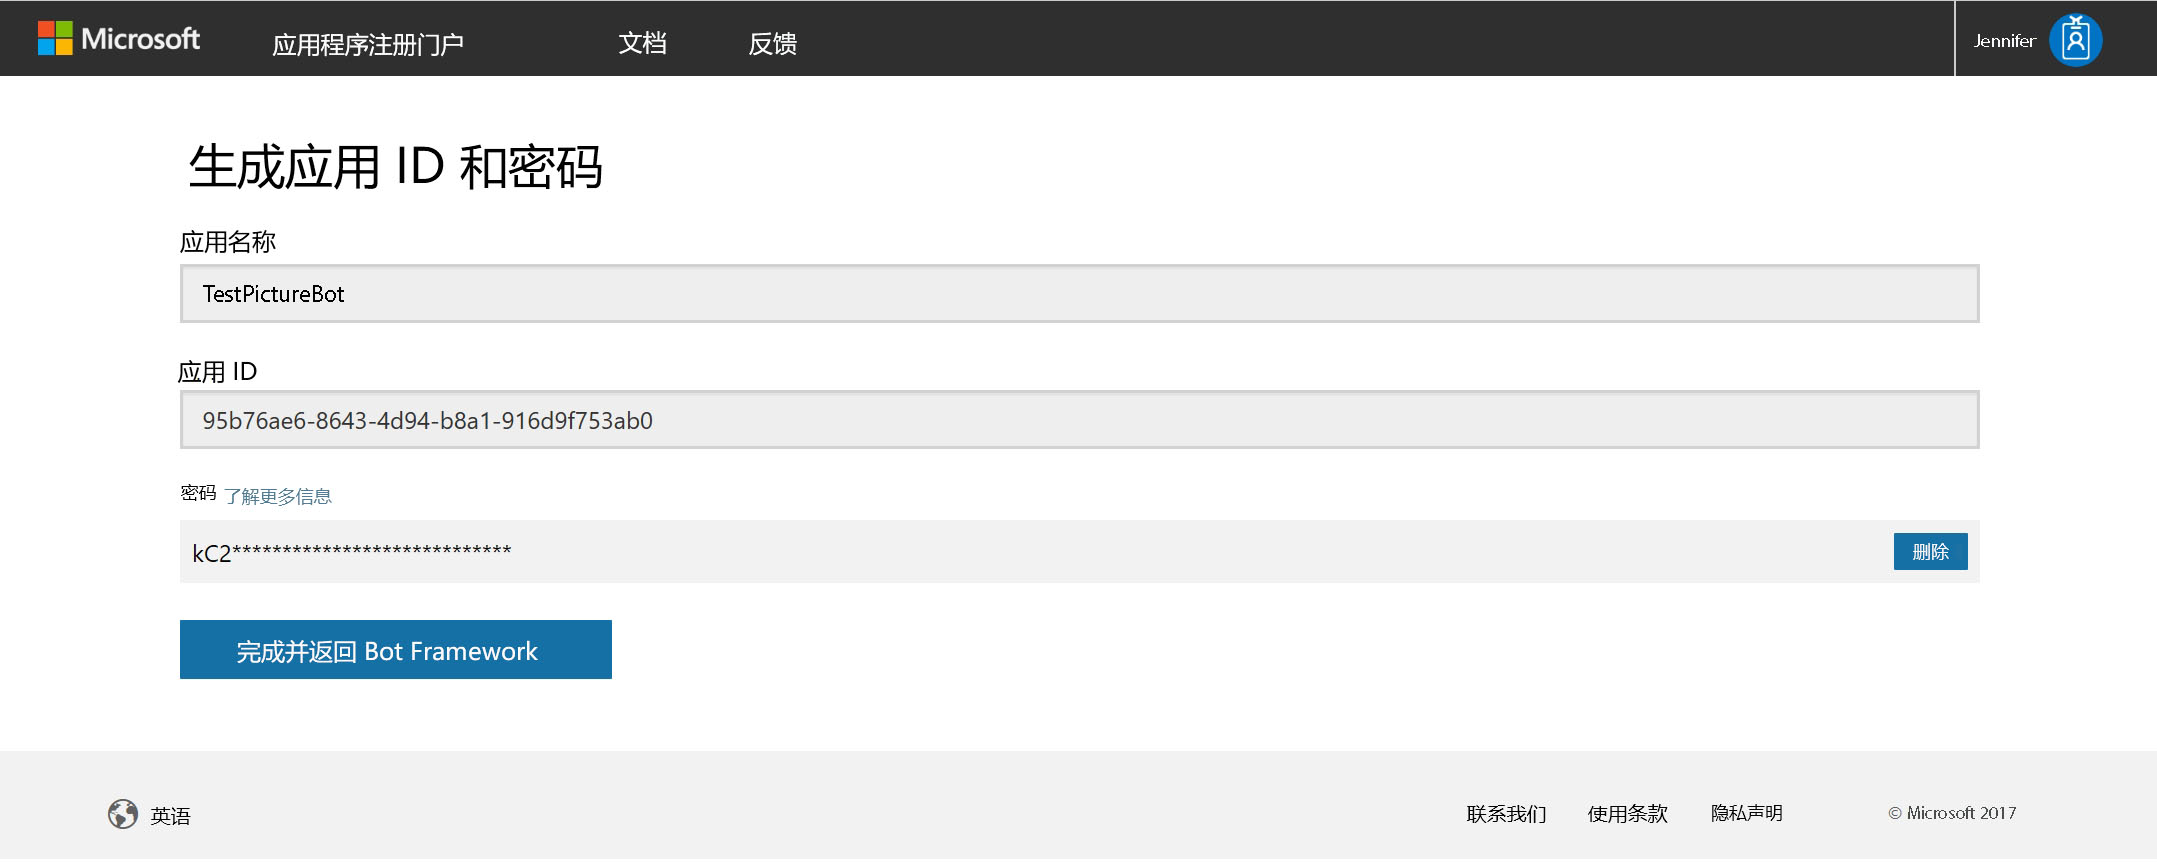 Microsoft 应用程序注册门户 文档 反馈 Jennifer
生成应用 ID 和密码
应用名称
TestPictureBot
应用 ID
95b76ae6-8643-4d94-b8a1-916d9f753ab0
密码 了解更多信息
kC2****************************
删除
完成并返回 Bot Framework
英语 联系我们 使用条款 隐私声明 © Microsoft 2017